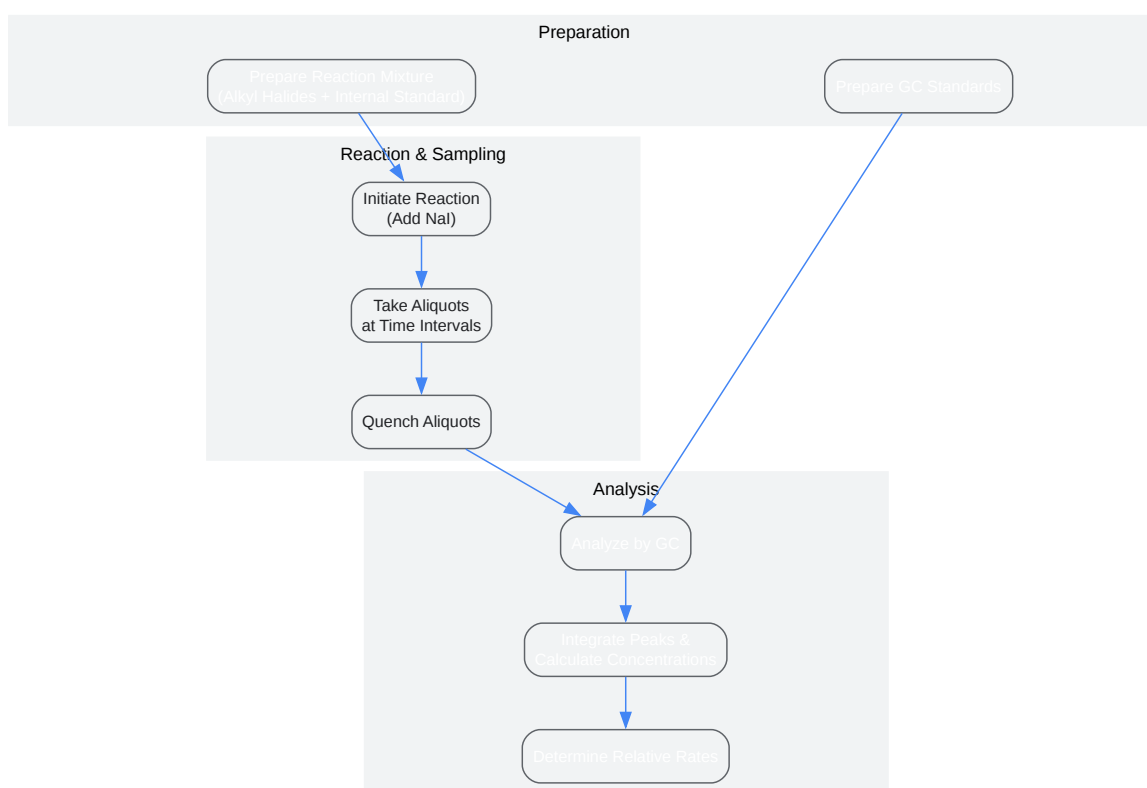 Preparation
Prepare Reaction Mixture
(Alkyl Halides + Internal Standard)
Prepare GC Standards
Reaction & Sampling
Initiate Reaction
(Add NaI)
Take Aliquots
at Time Intervals
Quench Aliquots
Analysis
Analyze by GC
Integrate Peaks &
Calculate Concentrations
Determine Relative Rates